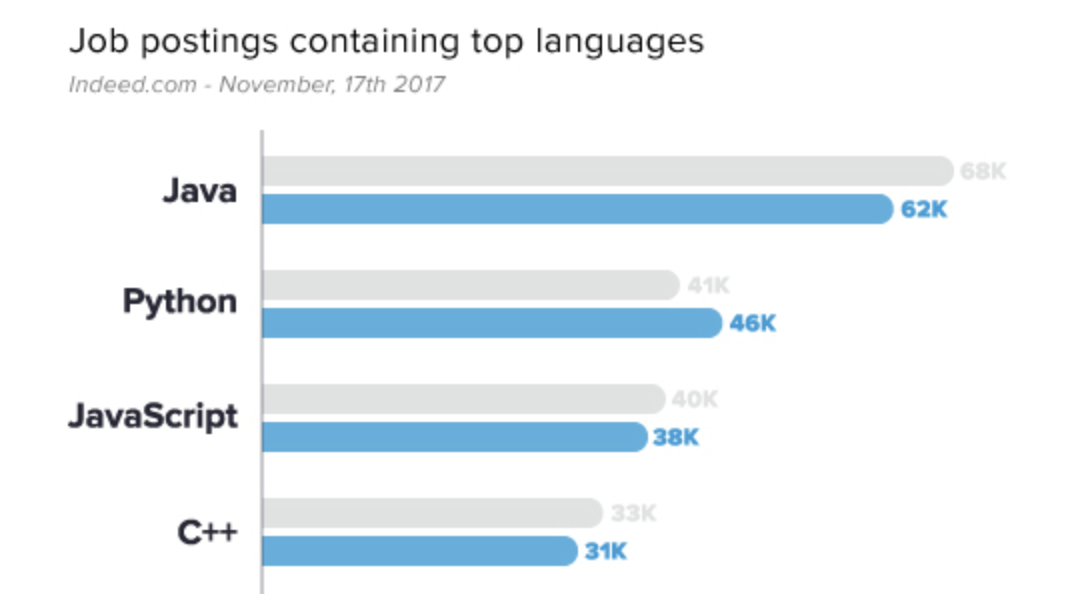 Job postings containing top languages
Indeed.com - November, 17th 2017
68K
Java
62K
41K
Python
46K
40K
JavaScript
38K
33K
C++
31K